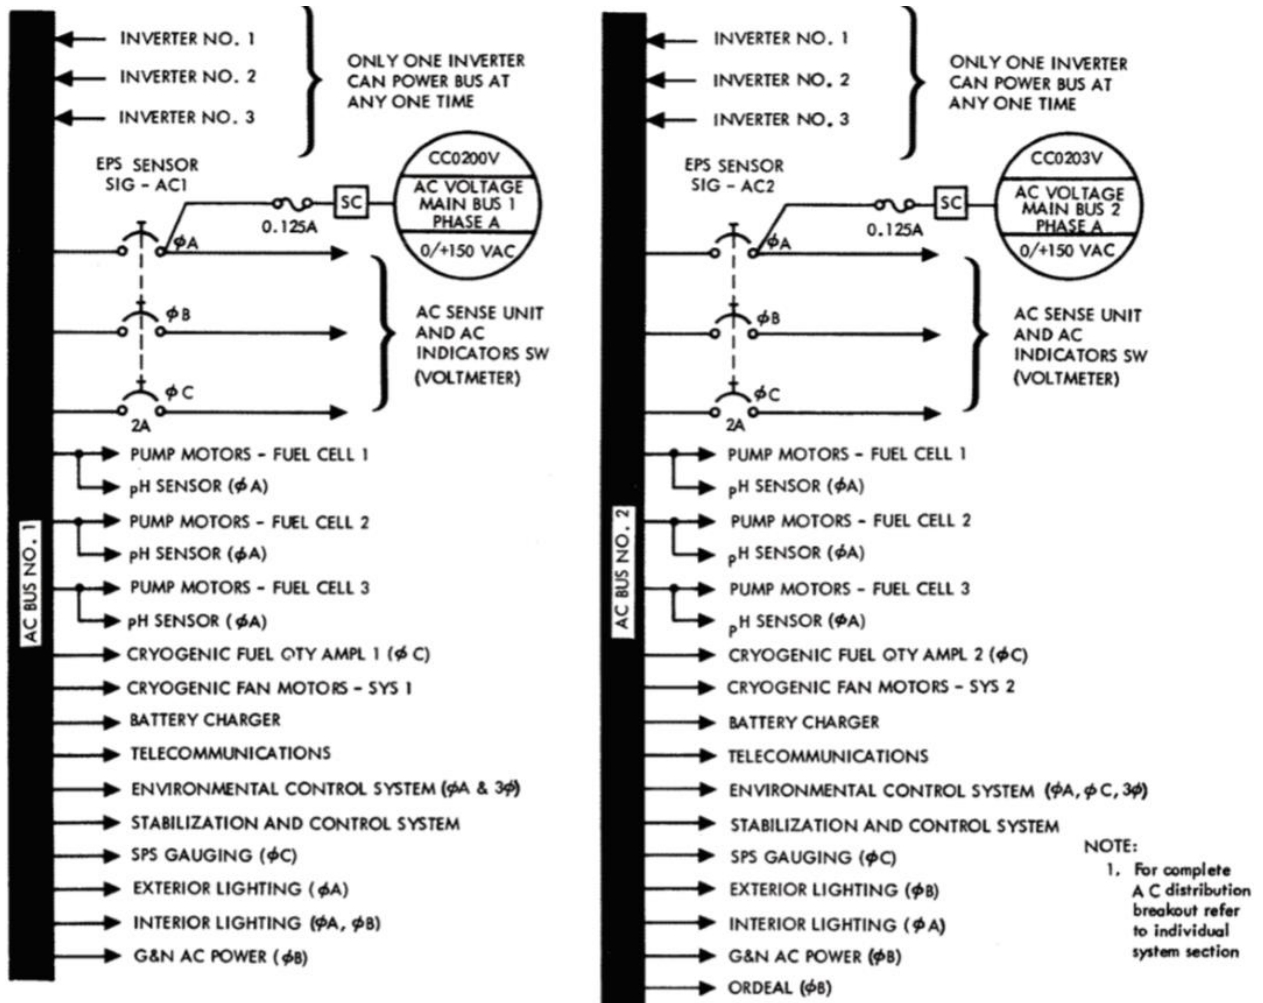 INVERTER NO. 1
INVERTER NO. 2
INVERTER NO. 3
ONLY ONE INVERTER
CAN POWER BUS AT
ANY ONE TIME
EPS SENSOR
SIG - AC1
0.125A
SC
CC0200V
AC VOLTAGE
MAIN BUS 1
PHASE A
0/+150 VAC
ϕA
ϕB
ϕC
2A
AC SENSE UNIT
AND AC
INDICATORS SW
(VOLTMETER)
AC BUS NO. 1
PUMP MOTORS - FUEL CELL 1
pH SENSOR (ϕA)
PUMP MOTORS - FUEL CELL 2
pH SENSOR (ϕA)
PUMP MOTORS - FUEL CELL 3
pH SENSOR (ϕA)
CRYOGENIC FUEL QTY AMPL 1 (ϕC)
CRYOGENIC FAN MOTORS - SYS 1
BATTERY CHARGER
TELECOMMUNICATIONS
ENVIRONMENTAL CONTROL SYSTEM (ϕA & 3ϕ)
STABILIZATION AND CONTROL SYSTEM
SPS GAUGING (ϕC)
EXTERIOR LIGHTING (ϕA)
INTERIOR LIGHTING (ϕA, ϕB)
G&N AC POWER (ϕB)
INVERTER NO. 1
INVERTER NO. 2
INVERTER NO. 3
ONLY ONE INVERTER
CAN POWER BUS AT
ANY ONE TIME
EPS SENSOR
SIG - AC2
0.125A
SC
CC0203V
AC VOLTAGE
MAIN BUS 2
PHASE A
0/+150 VAC
ϕA
ϕB
ϕC
2A
AC SENSE UNIT
AND AC
INDICATORS SW
(VOLTMETER)
AC BUS NO. 2
PUMP MOTORS - FUEL CELL 1
pH SENSOR (ϕA)
PUMP MOTORS - FUEL CELL 2
pH SENSOR (ϕA)
PUMP MOTORS - FUEL CELL 3
pH SENSOR (ϕA)
CRYOGENIC FUEL QTY AMPL 2 (ϕC)
CRYOGENIC FAN MOTORS - SYS 2
BATTERY CHARGER
TELECOMMUNICATIONS
ENVIRONMENTAL CONTROL SYSTEM (ϕA, ϕC, 3ϕ)
STABILIZATION AND CONTROL SYSTEM
SPS GAUGING (ϕC)
EXTERIOR LIGHTING (ϕB)
INTERIOR LIGHTING (ϕA)
G&N AC POWER (ϕB)
ORDEAL (ϕB)
NOTE:
1. For complete
A C distribution
breakout refer
to individual
system section